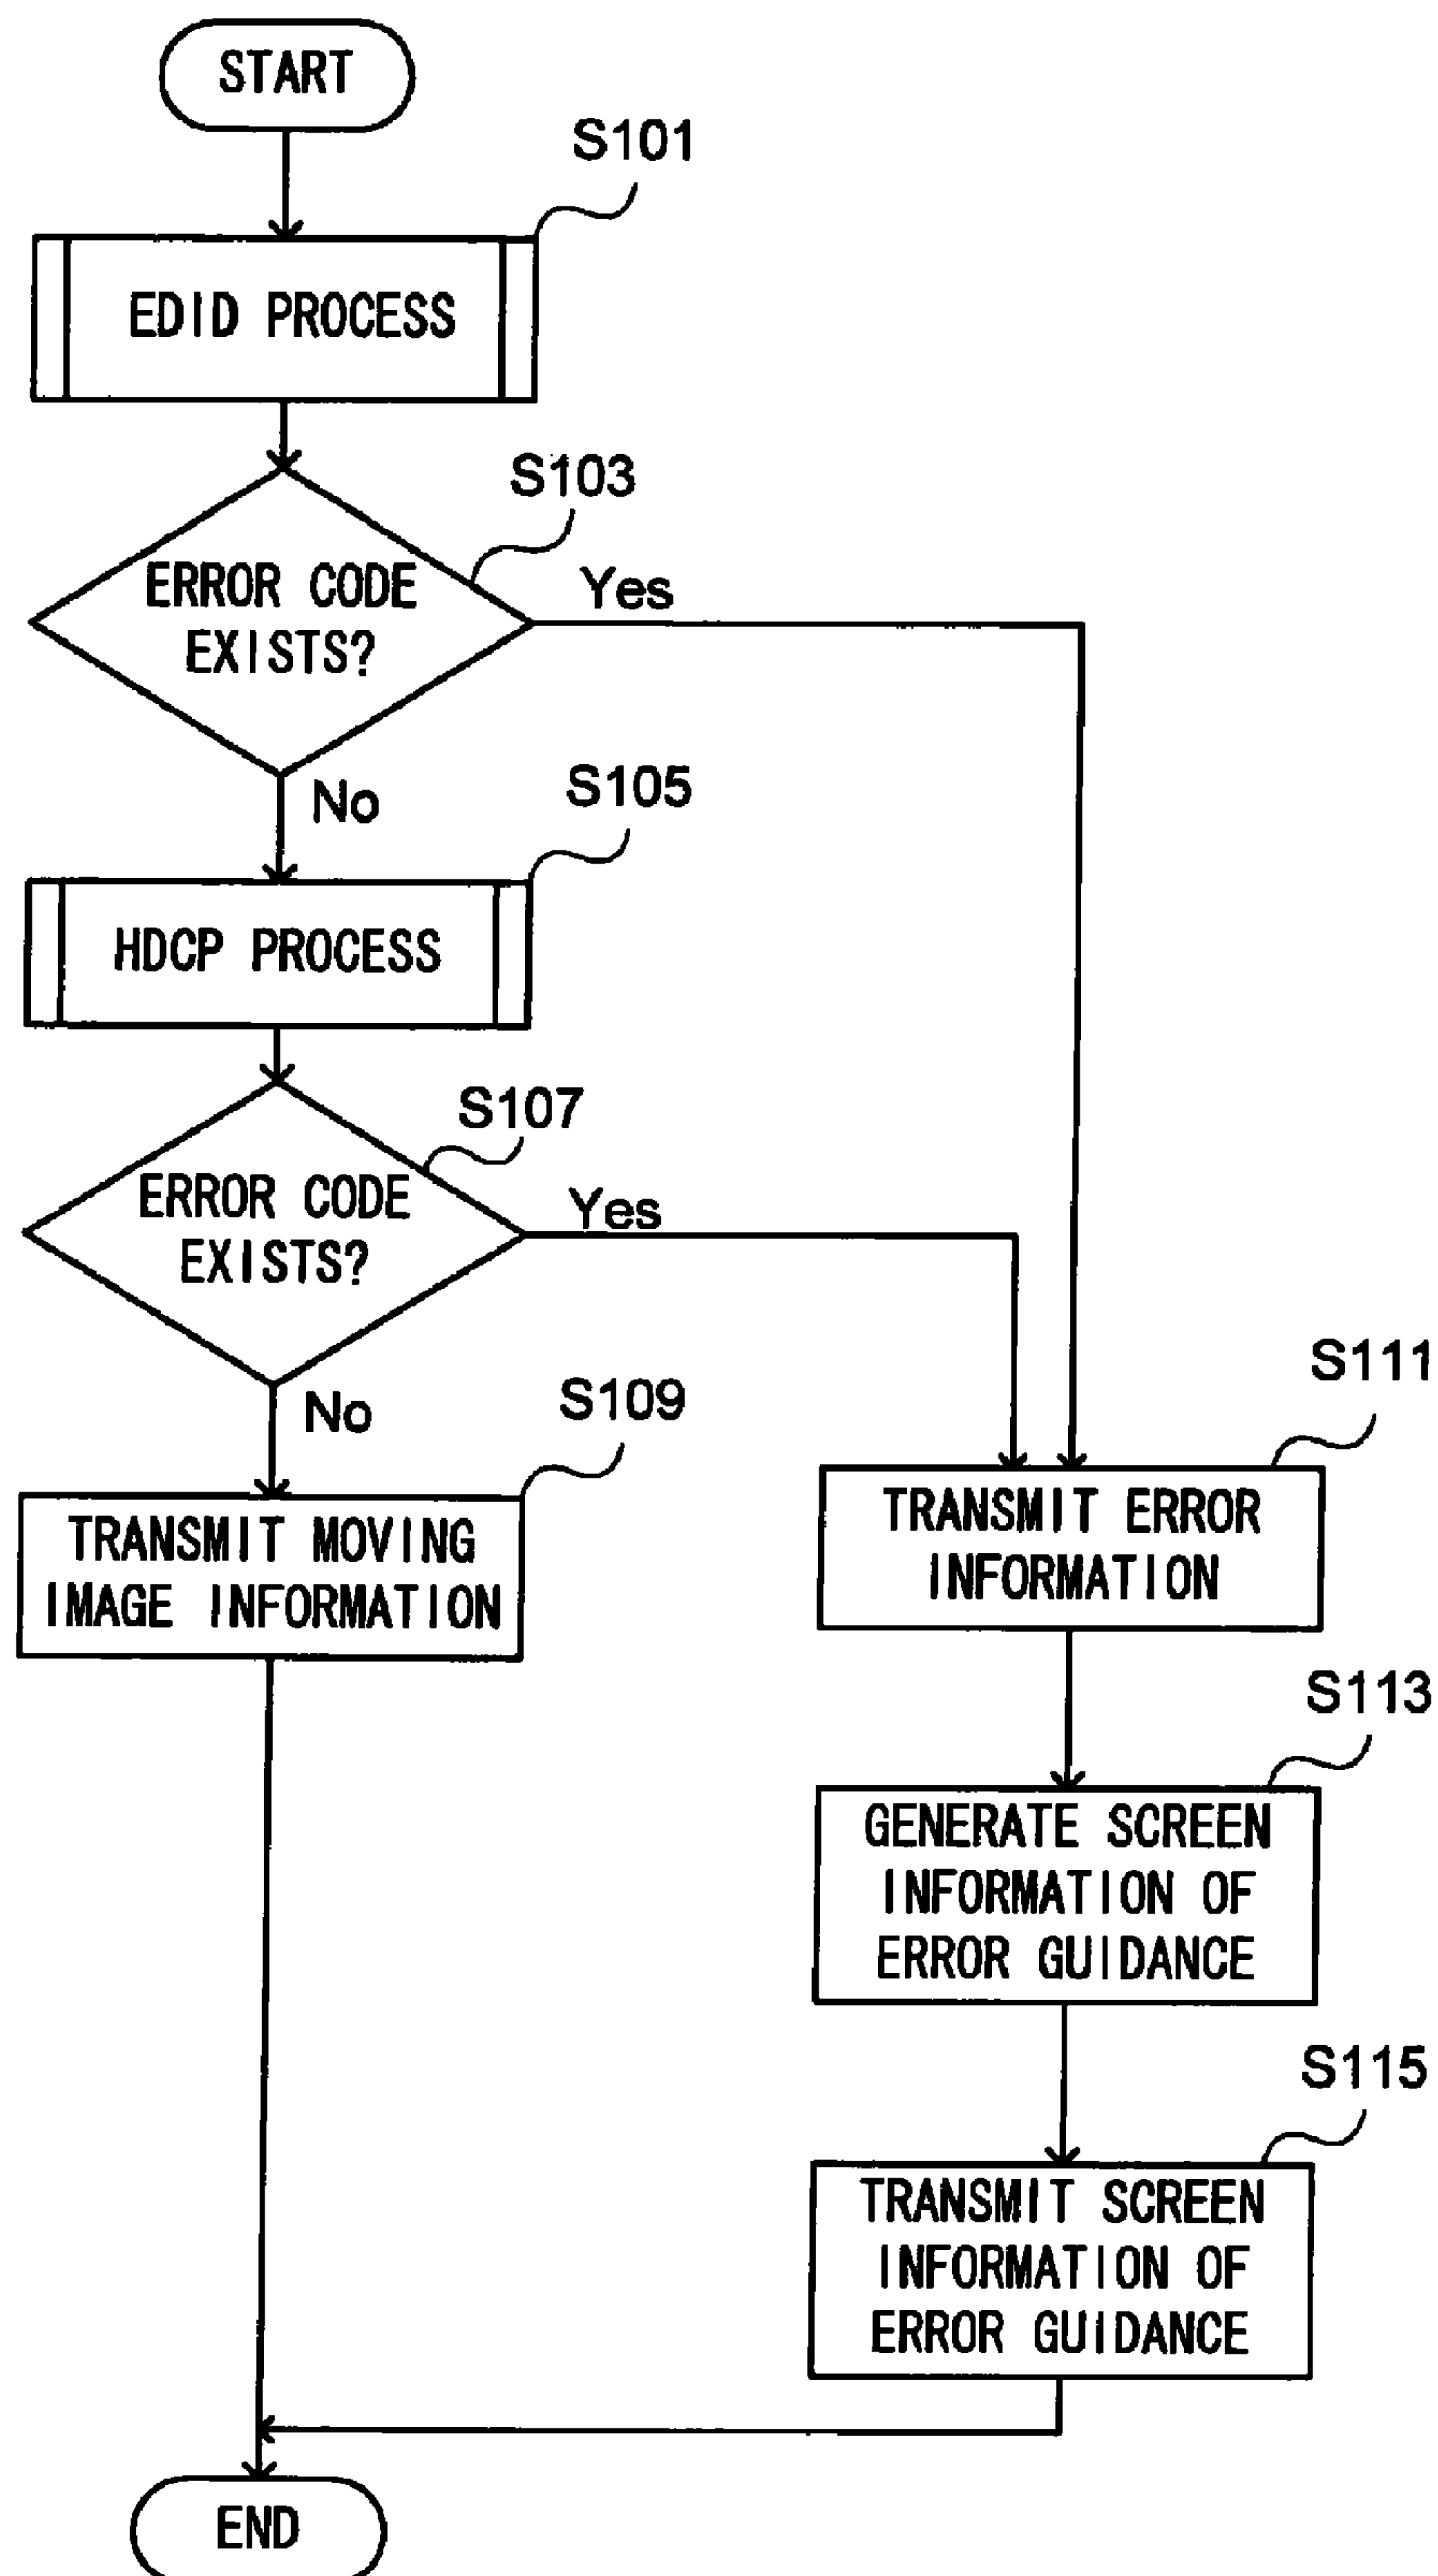 START
S101
EDID PROCESS
S103
ERROR CODE
EXISTS?
Yes
No
S105
HDCP PROCESS
S107
ERROR CODE
EXISTS?
Yes
No
S109
TRANSMIT MOVING
IMAGE INFORMATION
S111
TRANSMIT ERROR
INFORMATION
S113
GENERATE SCREEN
INFORMATION OF
ERROR GUIDANCE
S115
TRANSMIT SCREEN
INFORMATION OF
ERROR GUIDANCE
END